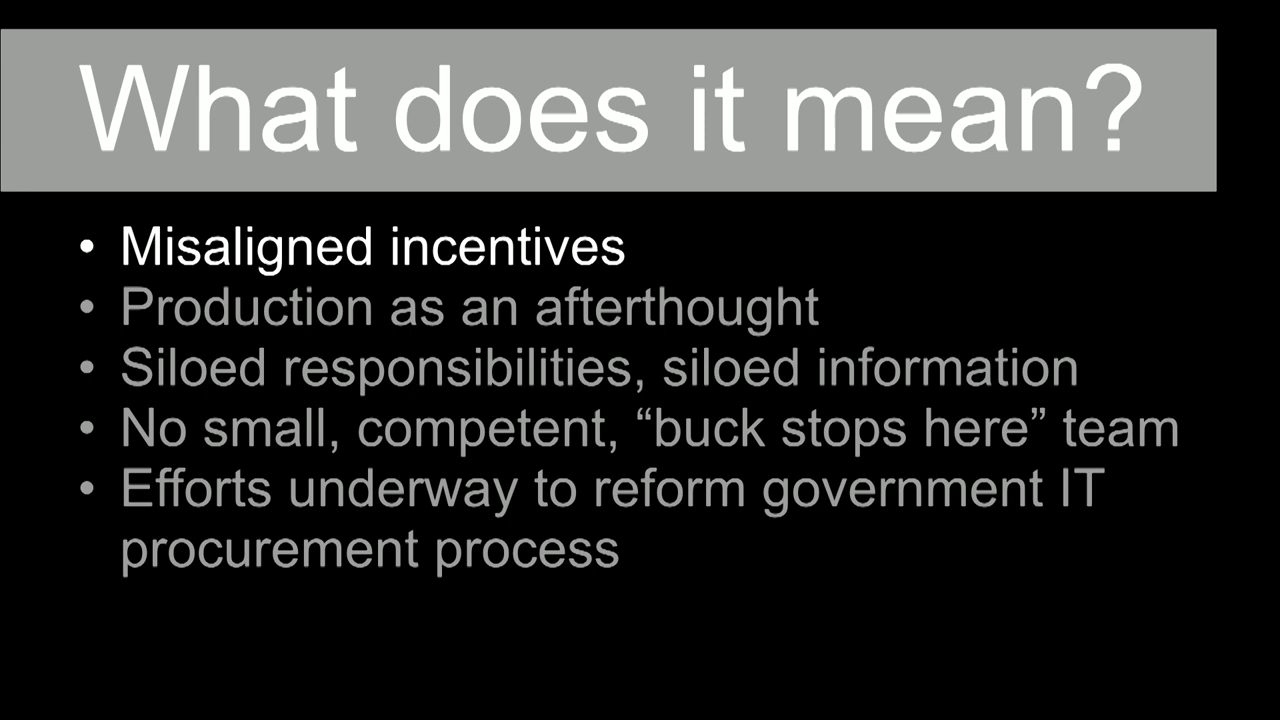 What does it mean?
• Misaligned incentives
• Production as an afterthought
• Siloed responsibilities, siloed information
• No small, competent, “buck stops here” team
• Efforts underway to reform government IT
procurement process